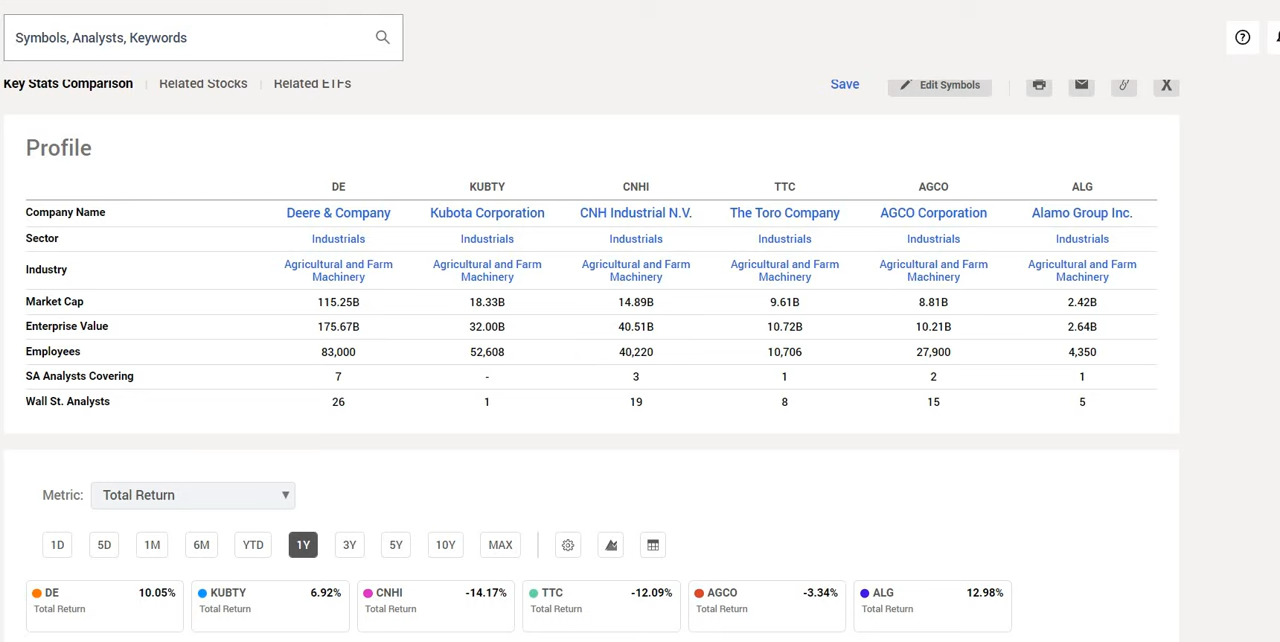 Symbols, Analysts, Keywords
Key Stats Comparison Related Stocks Related ETFs Save Edit Symbols X
Profile
DE KUBTY CNHI TTC AGCO ALG
Company Name Deere & Company Kubota Corporation CNH Industrial N.V. The Toro Company AGCO Corporation Alamo Group Inc.
Sector Industrials Industrials Industrials Industrials Industrials Industrials
Industry Agricultural and Farm Machinery Agricultural and Farm Machinery Agricultural and Farm Machinery Agricultural and Farm Machinery Agricultural and Farm Machinery Agricultural and Farm Machinery
Market Cap 115.25B 18.33B 14.89B 9.61B 8.81B 2.42B
Enterprise Value 175.67B 32.00B 40.51B 10.72B 10.21B 2.64B
Employees 83,000 52,608 40,220 10,706 27,900 4,350
SA Analysts Covering 7 - 3 1 2 1
Wall St. Analysts 26 1 19 8 15 5
Metric: Total Return
1D 5D 1M 6M YTD 1Y 3Y 5Y 10Y MAX
DE 10.05% KUBTY 6.92% CNHI -14.17% TTC -12.09% AGCO -3.34% ALG 12.98%
Total Return Total Return Total Return Total Return Total Return Total Return